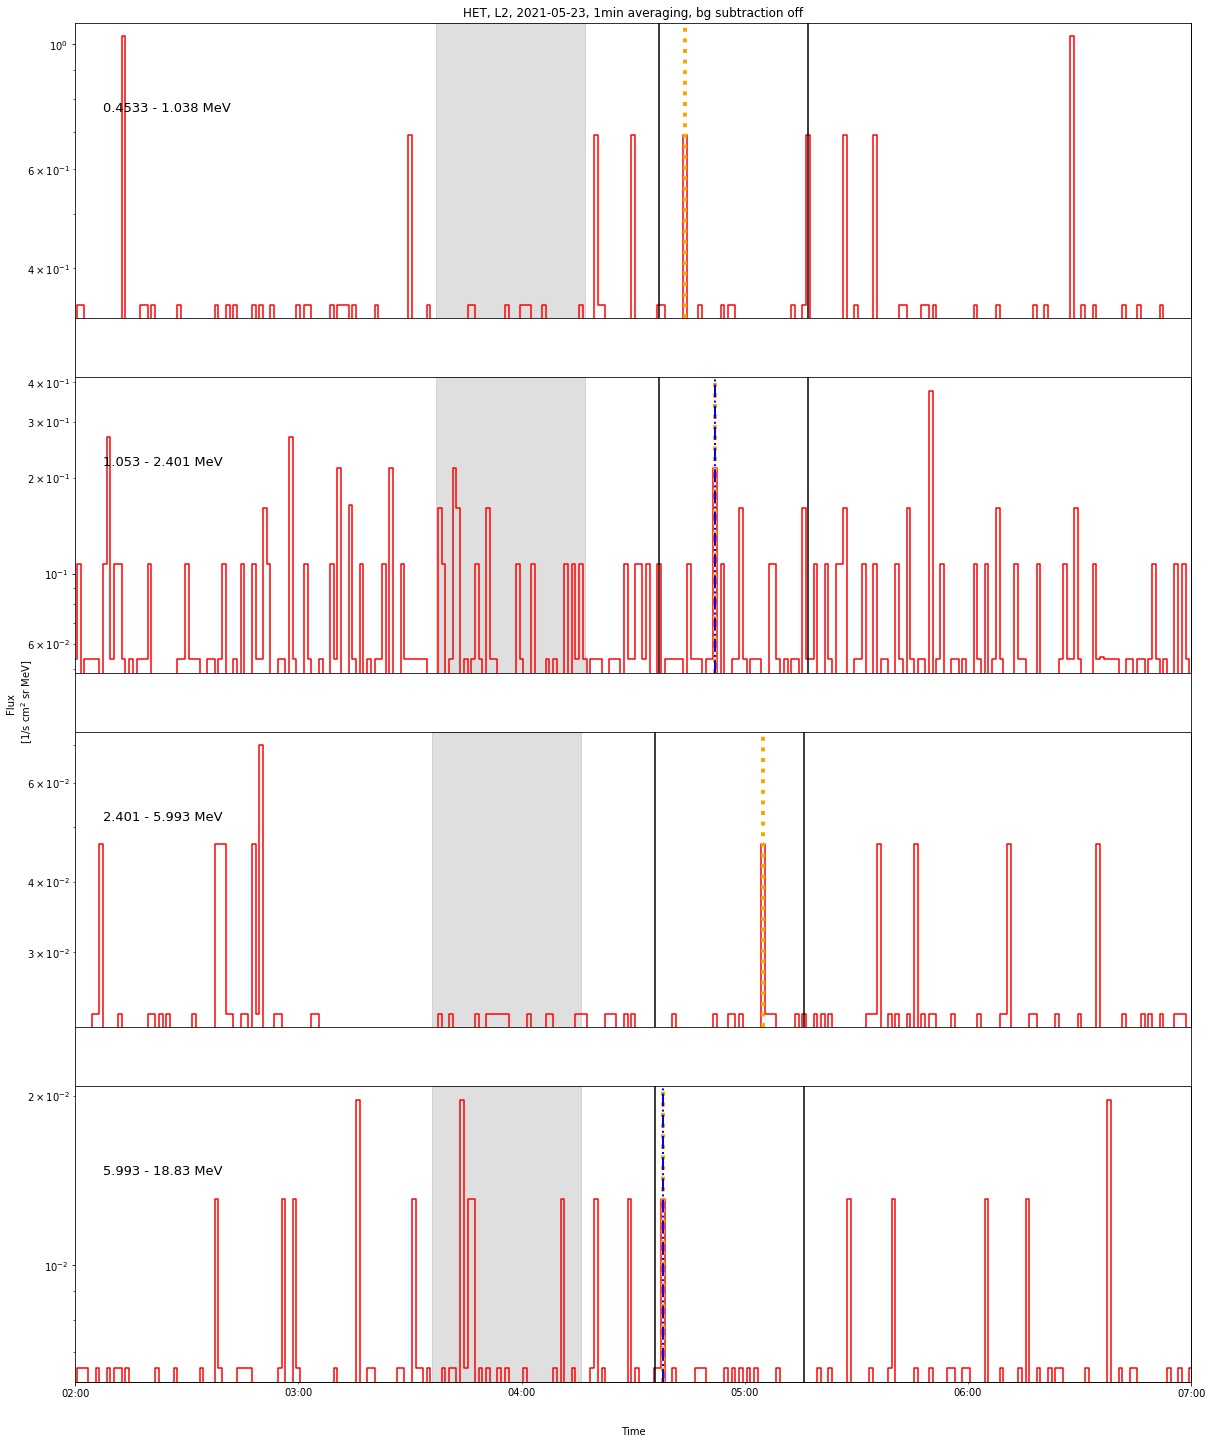 HET, L2, 2021-05-23, 1min averaging, bg subtraction off
10⁰
0.4533 - 1.038 MeV
6 × 10⁻¹
4 × 10⁻¹
4 × 10⁻¹
3 × 10⁻¹
1.053 - 2.401 MeV
2 × 10⁻¹
10⁻¹
6 × 10⁻²
Flux
[1/s cm² sr MeV]
6 × 10⁻²
2.401 - 5.993 MeV
4 × 10⁻²
3 × 10⁻²
2 × 10⁻²
5.993 - 18.83 MeV
10⁻²
02:00 03:00 04:00 05:00 06:00 07:00
Time